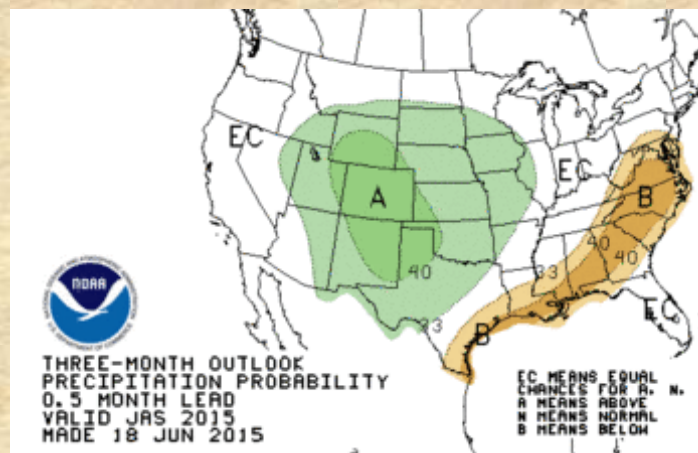 EC
A
EC
B
40
40
40
33
33
B
EC
NOAA
THREE-MONTH OUTLOOK
PRECIPITATION PROBABILITY
0.5 MONTH LEAD
VALID JAS 2015
MADE 18 JUN 2015
EC MEANS EQUAL
CHANCES FOR A, N,
A MEANS ABOVE
N MEANS NORMAL
B MEANS BELOW